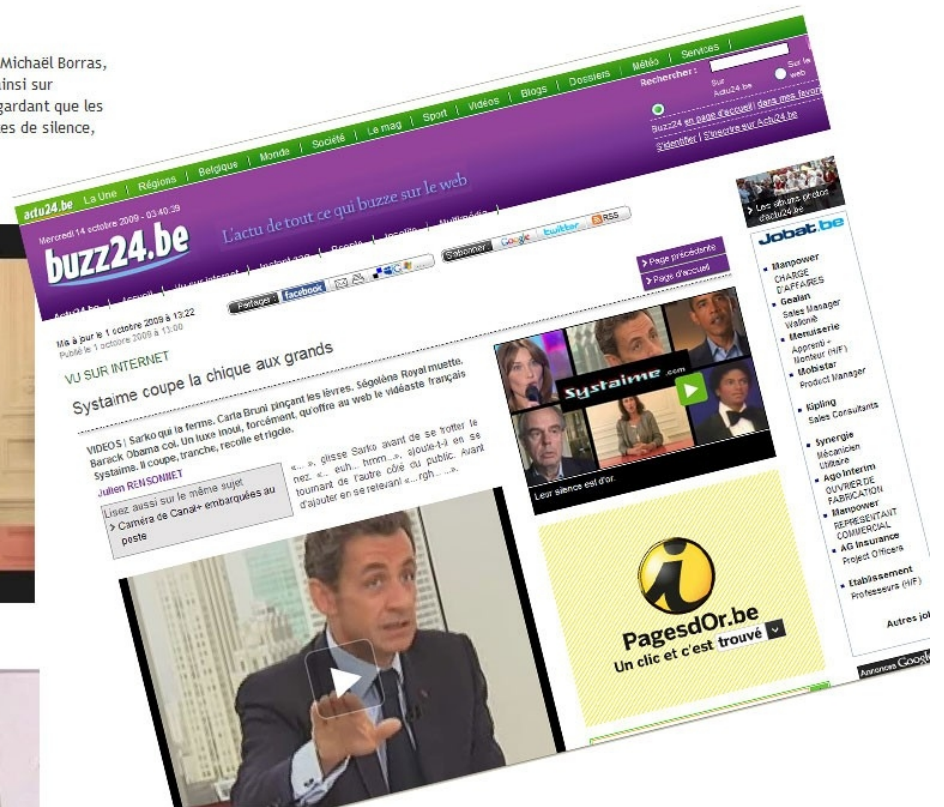 Michaël Borras,
ainsi sur
gardant que les
es de silence,
actu24.be La Une | Régions | Belgique | Monde | Société | Le mag | Sport | Vidéos | Blogs | Dossiers | Météo | Services |
Rechercher :
Sur Actu24.be
Sur le web
Buzz24 en page d'accueil | dans mes favoris
S'identifier | S'inscrire sur Actu24.be
Mercredi 14 octobre 2009 - 03:40:39
buzz24.be
L'actu de tout ce qui buzze sur le web
Partager : facebook
S'abonner : Google twitter RSS
> Page précédente
> Page d'accueil
Mis à jour le 1 octobre 2009 à 13:22
Publié le 1 octobre 2009 à 11:00
VU SUR INTERNET
Systaime coupe la chique aux grands
VIDEOS | Sarko qui la ferme. Carla Bruni pinçant les lèvres. Ségolène Royal muette.
Barack Obama coi. Un luxe inouï, forcément, qu'offre au web le vidéaste français
Systaime. Il coupe, tranche, recolle et rigole.
Julien RENSONNET
Lisez aussi sur le même sujet
> Caméra de Canal+ embarquées au
poste
«... », glisse Sarko avant de se frotter le
nez. «... euh... hmm...», ajoute-t-il en se
tournant de l'autre côté du public. Avant
d'ajouter en se relevant «... rgh... ...».
Systaime .com
Leur silence est d'or.
PagesdOr.be
Un clic et c'est trouvé
> Les albums photos
d'actu24.be
Jobat.be
Manpower
CHARGE
D'AFFAIRES
Gealan
Sales Manager
Wallonie
Menuiserie
Apprenti -
Monteur (H/F)
Mobistar
Product Manager
Kipling
Sales Consultants
Synergie
Mécanicien
Utilitaire
Ago Interim
OUVRIER DE
FABRICATION
Manpower
REPRESENTANT
COMMERCIAL
AG Insurance
Project Officers
Etablissement
Professeurs (H/F)
Autres jo
Annonces Google